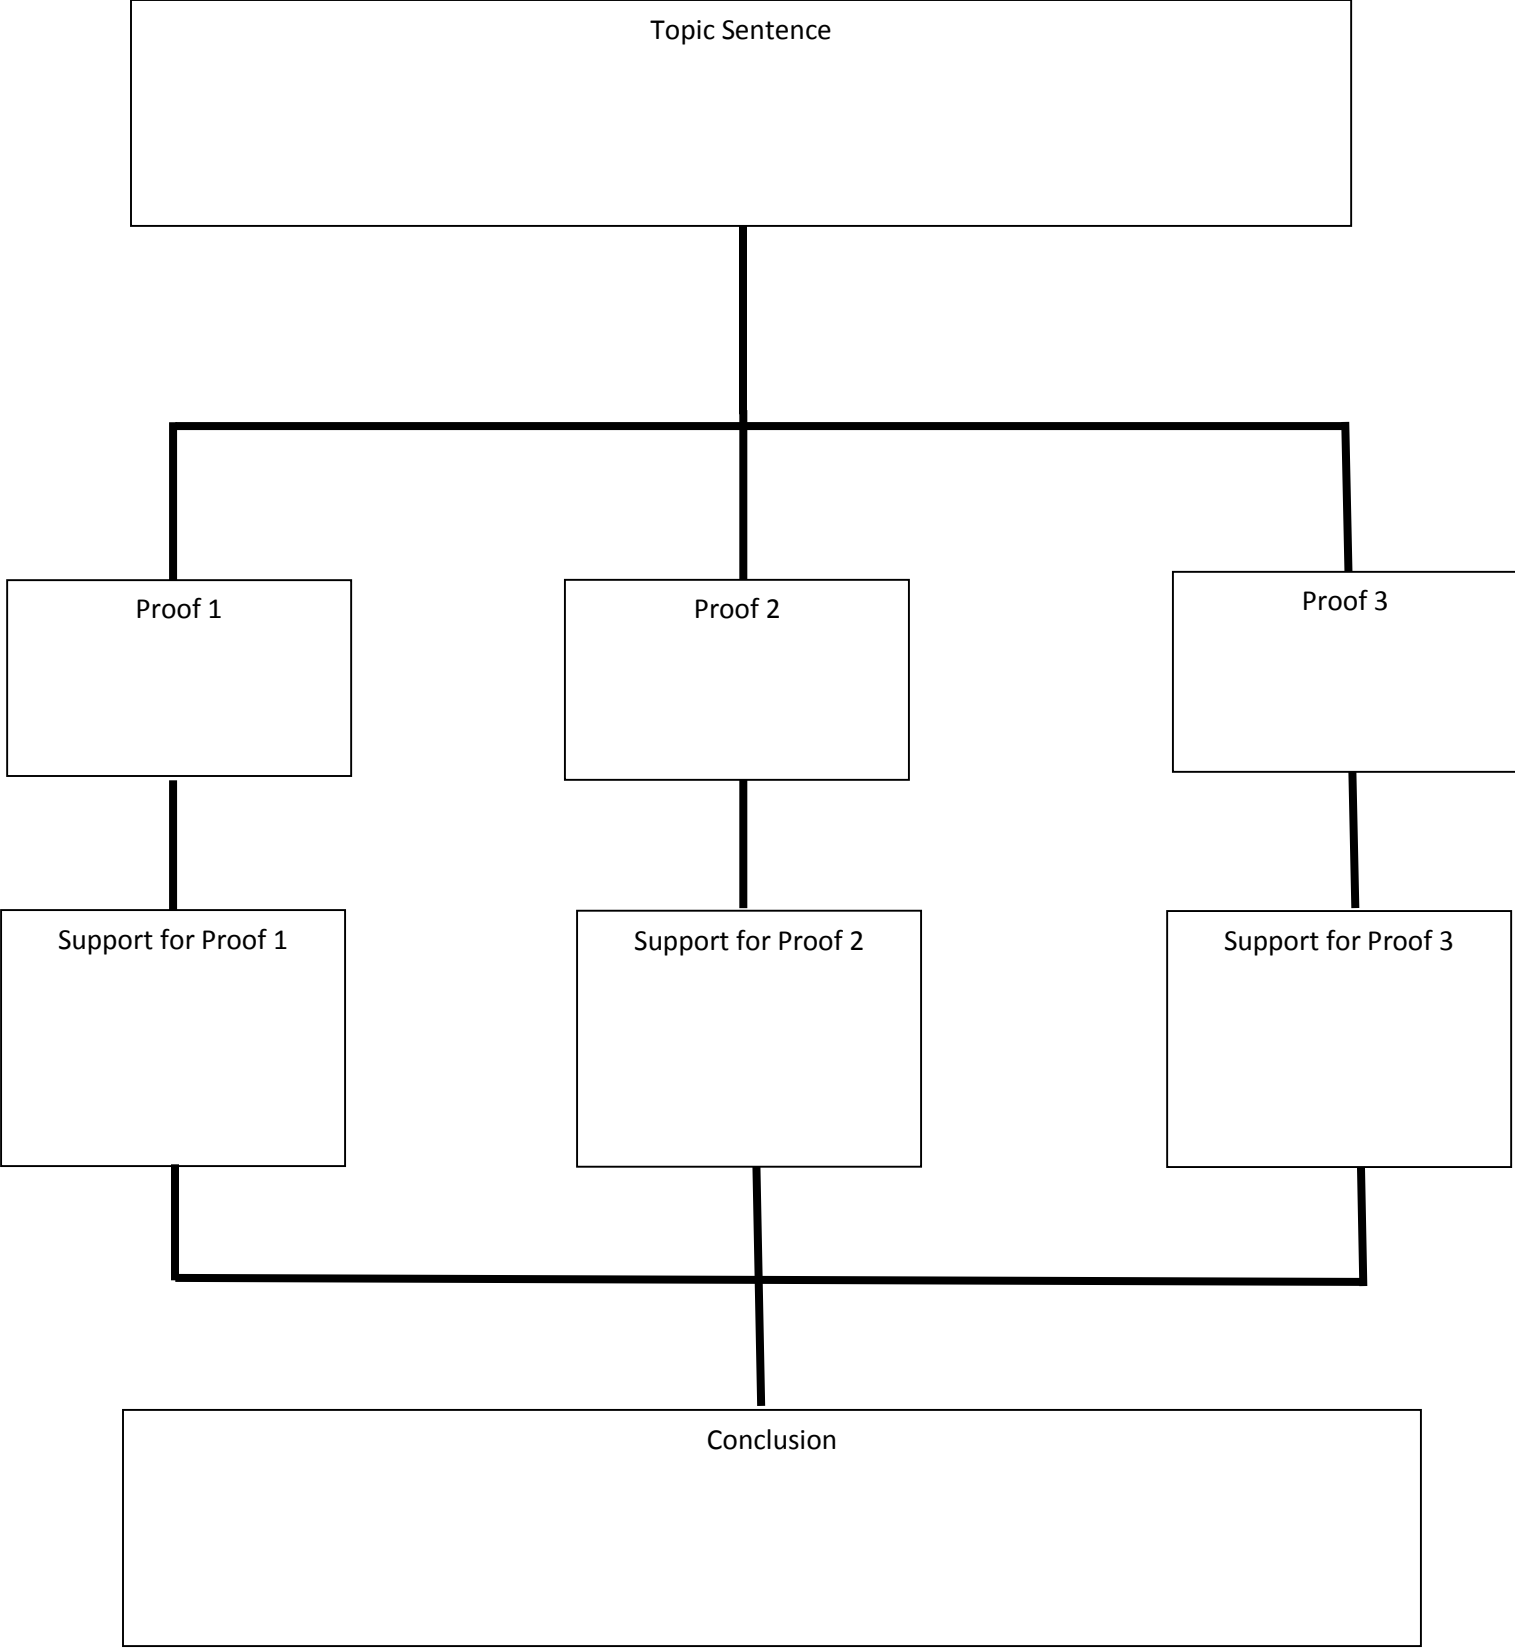 Topic Sentence
Proof 1
Proof 2
Proof 3
Support for Proof 1
Support for Proof 2
Support for Proof 3
Conclusion